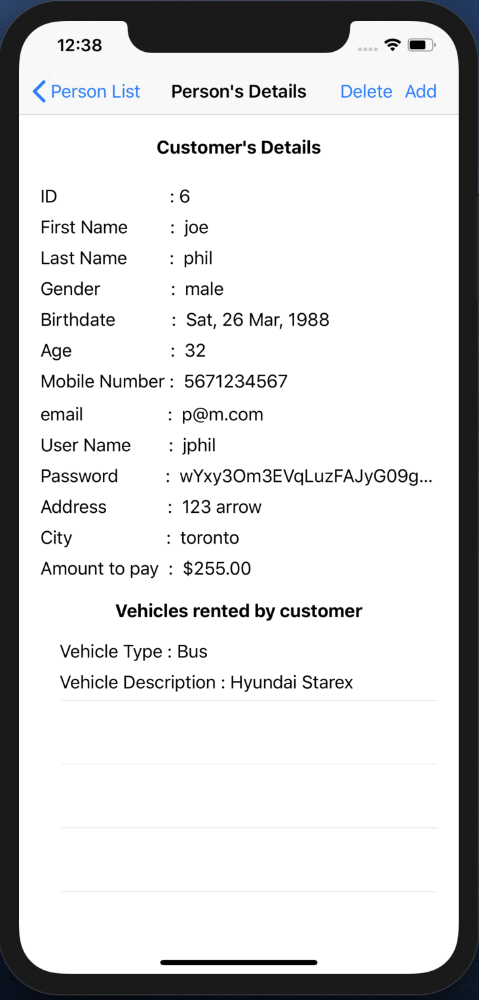 12:38
Person List Person's Details Delete Add
Customer's Details
ID : 6
First Name : joe
Last Name : phil
Gender : male
Birthdate : Sat, 26 Mar, 1988
Age : 32
Mobile Number : 5671234567
email : p@m.com
User Name : jphil
Password : wYxy3Om3EVqLuzFAJyG09g...
Address : 123 arrow
City : toronto
Amount to pay : $255.00
Vehicles rented by customer
Vehicle Type : Bus
Vehicle Description : Hyundai Starex